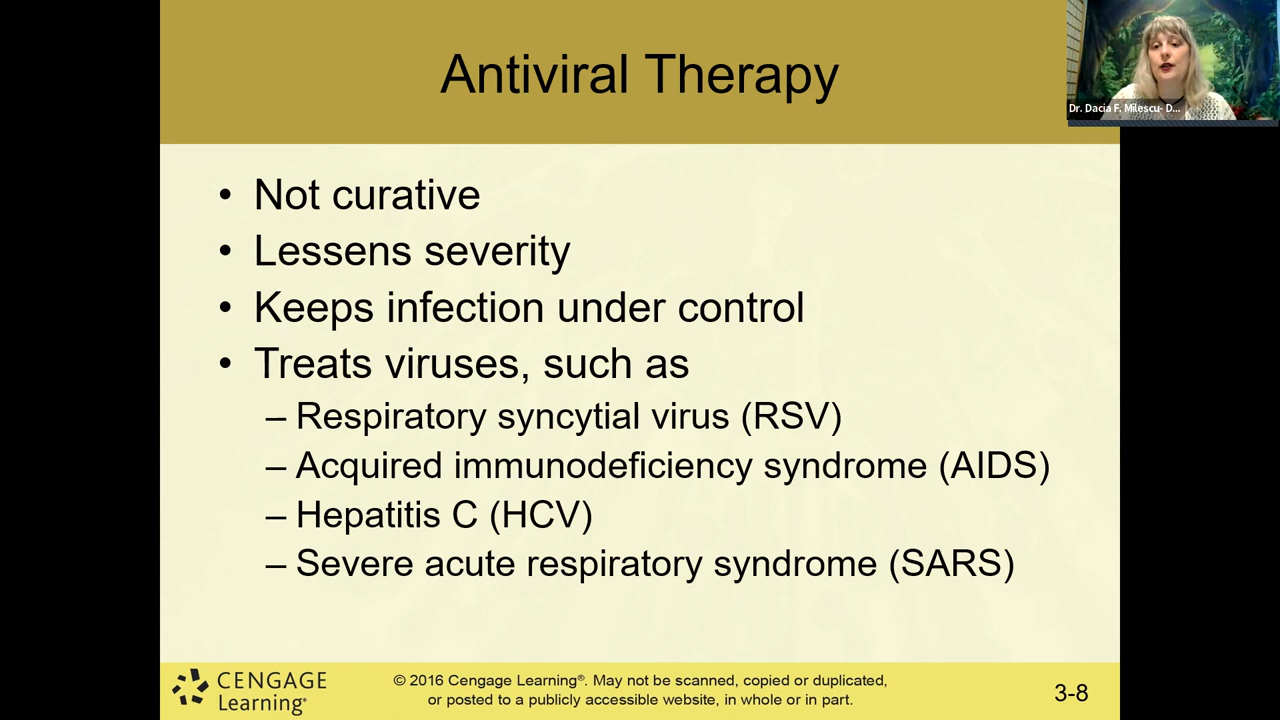 Antiviral Therapy
Dr. Dacia F. Milescu- D...
• Not curative
• Lessens severity
• Keeps infection under control
• Treats viruses, such as
– Respiratory syncytial virus (RSV)
– Acquired immunodeficiency syndrome (AIDS)
– Hepatitis C (HCV)
– Severe acute respiratory syndrome (SARS)
CENGAGE
Learning®
© 2016 Cengage Learning®. May not be scanned, copied or duplicated,
or posted to a publicly accessible website, in whole or in part.
3-8